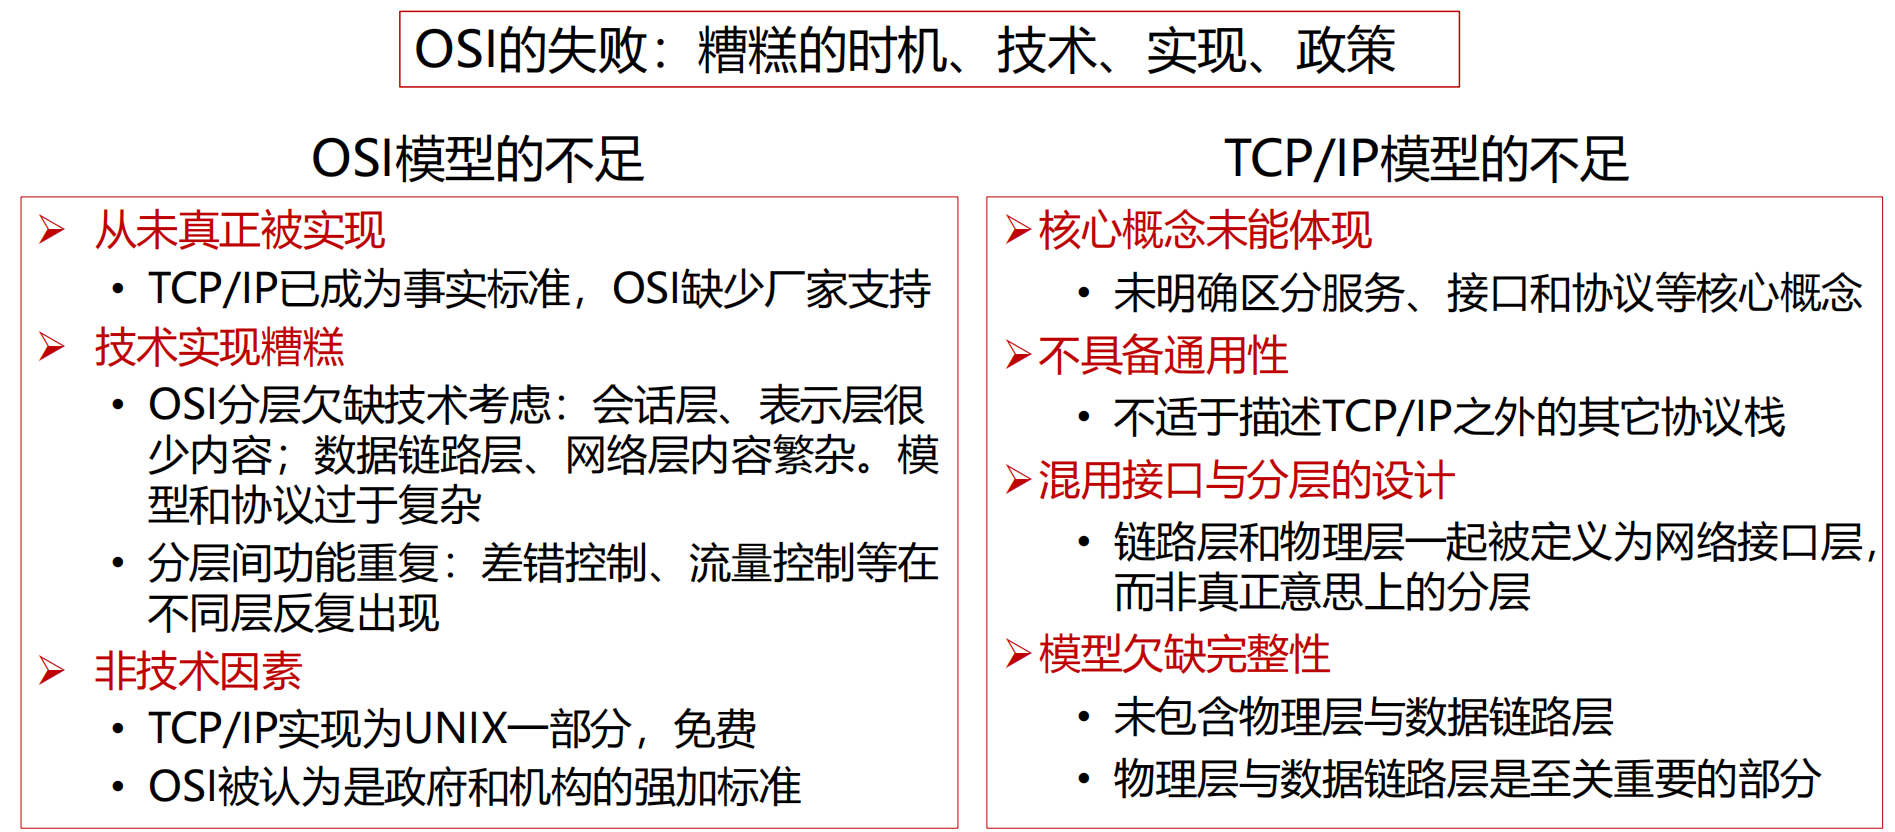 OSI的失败：糟糕的时机、技术、实现、政策
OSI模型的不足
➢ 从未真正被实现
• TCP/IP已成为事实标准，OSI缺少厂家支持
➢ 技术实现糟糕
• OSI分层欠缺技术考虑：会话层、表示层很
少内容；数据链路层、网络层内容繁杂。模
型和协议过于复杂
• 分层间功能重复：差错控制、流量控制等在
不同层反复出现
➢ 非技术因素
• TCP/IP实现为UNIX一部分，免费
• OSI被认为是政府和机构的强加标准
TCP/IP模型的不足
➢核心概念未能体现
• 未明确区分服务、接口和协议等核心概念
➢不具备通用性
• 不适于描述TCP/IP之外的其它协议栈
➢混用接口与分层的设计
• 链路层和物理层一起被定义为网络接口层，
而非真正意思上的分层
➢模型欠缺完整性
• 未包含物理层与数据链路层
• 物理层与数据链路层是至关重要的部分